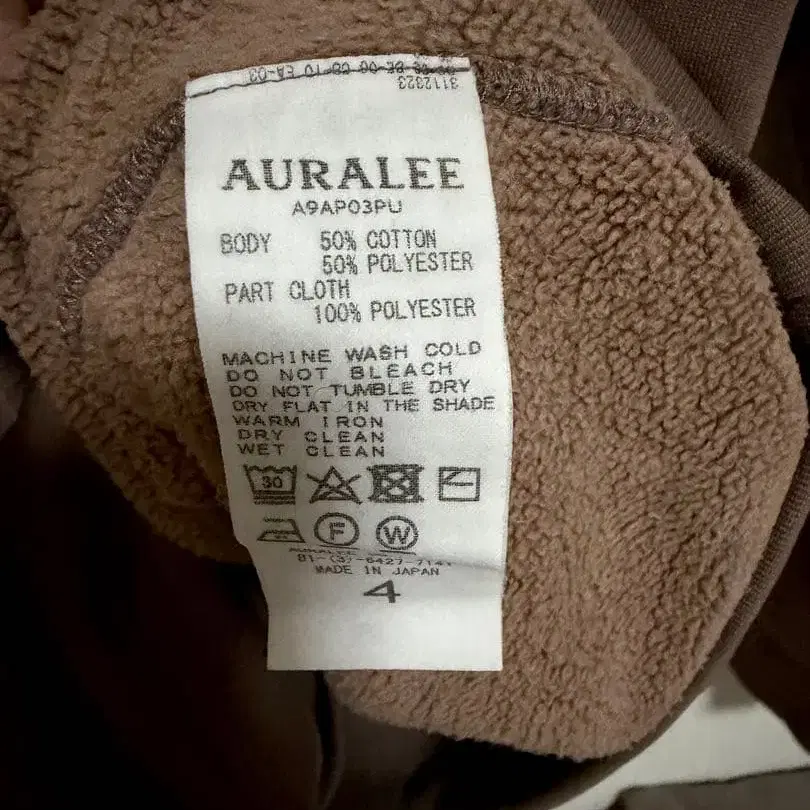 3112323
AURALEE
A9AP03PU
BODY 50% COTTON
50% POLYESTER
PART CLOTH
100% POLYESTER
MACHINE WASH COLD
DO NOT BLEACH
DO NOT TUMBLE DRY
DRY FLAT IN THE SHADE
WARM IRON
DRY CLEAN
WET CLEAN
30
F W
AURALEE
MADE IN JAPAN
4